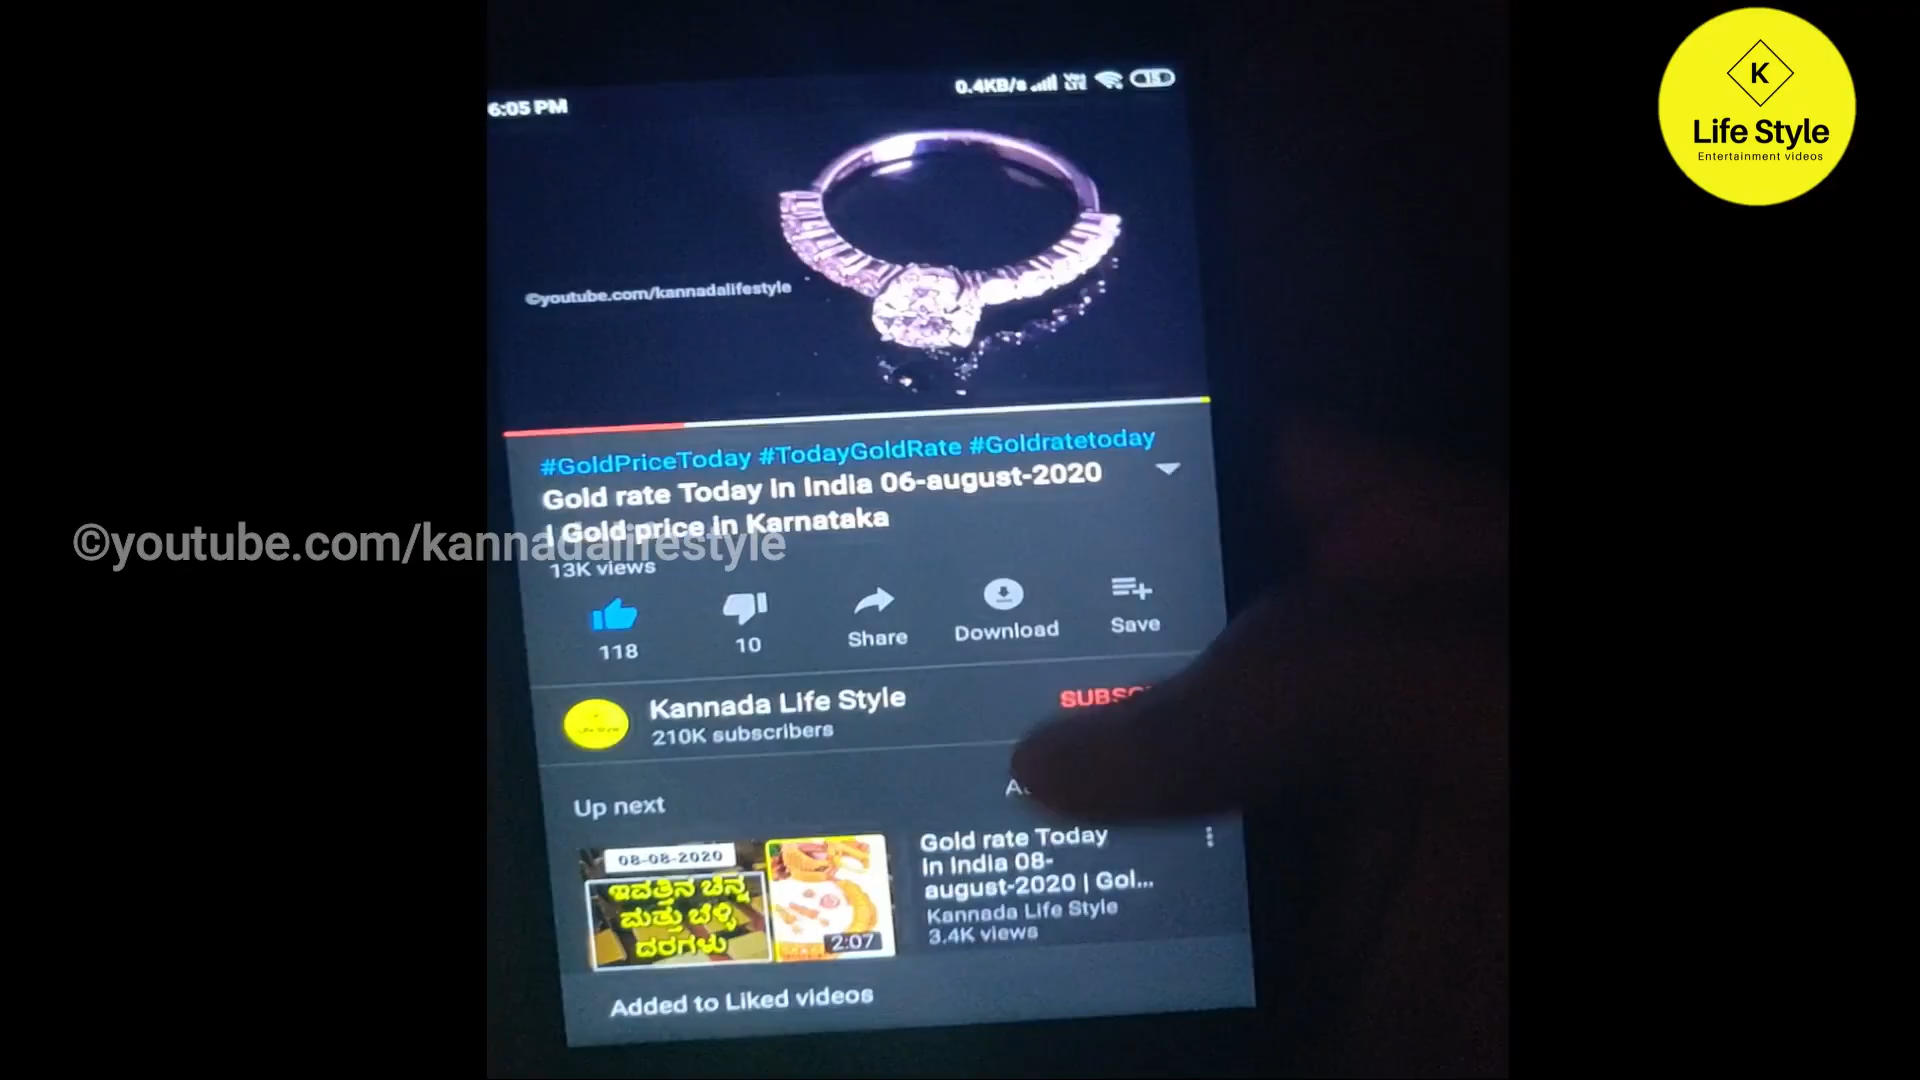 K
Life Style
Entertainment videos
6:05 PM
0.4KB/s
©youtube.com/kannadalifestyle
#GoldPriceToday #TodayGoldRate #Goldratetoday
Gold rate Today in India 06-august-2020
| Gold price in Karnataka
©youtube.com/kannadalifestyle
13K views
118
10
Share
Download
Save
Kannada Life Style
210K subscribers
Up next
08-08-2020
ಇವತ್ತಿನ ಚಿನ್ನ
ಮತ್ತು ಬೆಳ್ಳಿ
ದರಗಳು
2:07
Gold rate Today
in India 08-
august-2020 | Gol...
Kannada Life Style
3.4K views
Added to Liked videos